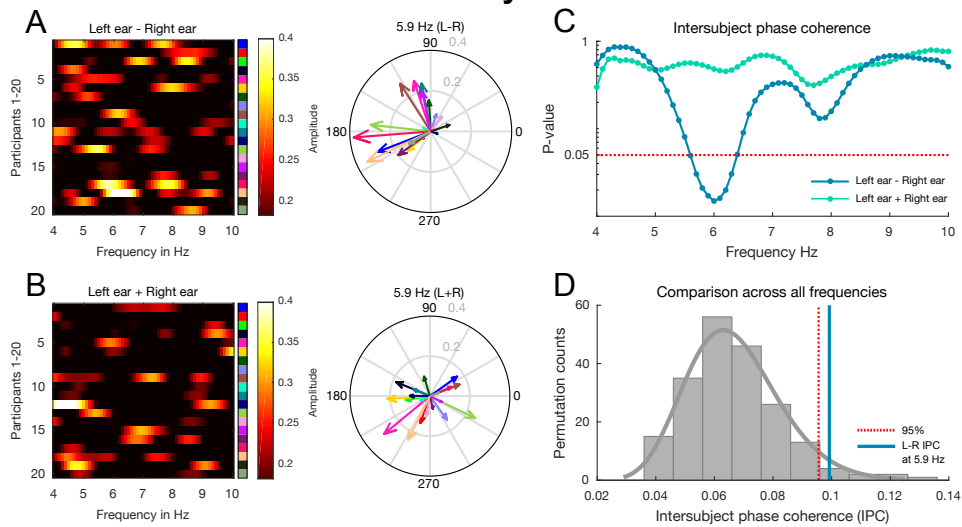 A
Left ear - Right ear
Participants 1-20
5
10
15
20
4 5 6 7 8 9 10
Frequency in Hz
0.4
0.35
0.3
0.25
0.2
Amplitude
5.9 Hz (L-R)
90
0.4
0.2
180
0
270
C
Intersubject phase coherence
P-value
1
0.05
4 5 6 7 8 9 10
Frequency Hz
Left ear - Right ear
Left ear + Right ear
B
Left ear + Right ear
Participants 1-20
5
10
15
20
4 5 6 7 8 9 10
Frequency in Hz
0.4
0.35
0.3
0.25
0.2
Amplitude
5.9 Hz (L+R)
90
0.4
0.2
180
0
270
D
Comparison across all frequencies
Permutation counts
60
40
20
0
0.02 0.04 0.06 0.08 0.1 0.12 0.14
Intersubject phase coherence (IPC)
95%
L-R IPC
at 5.9 Hz